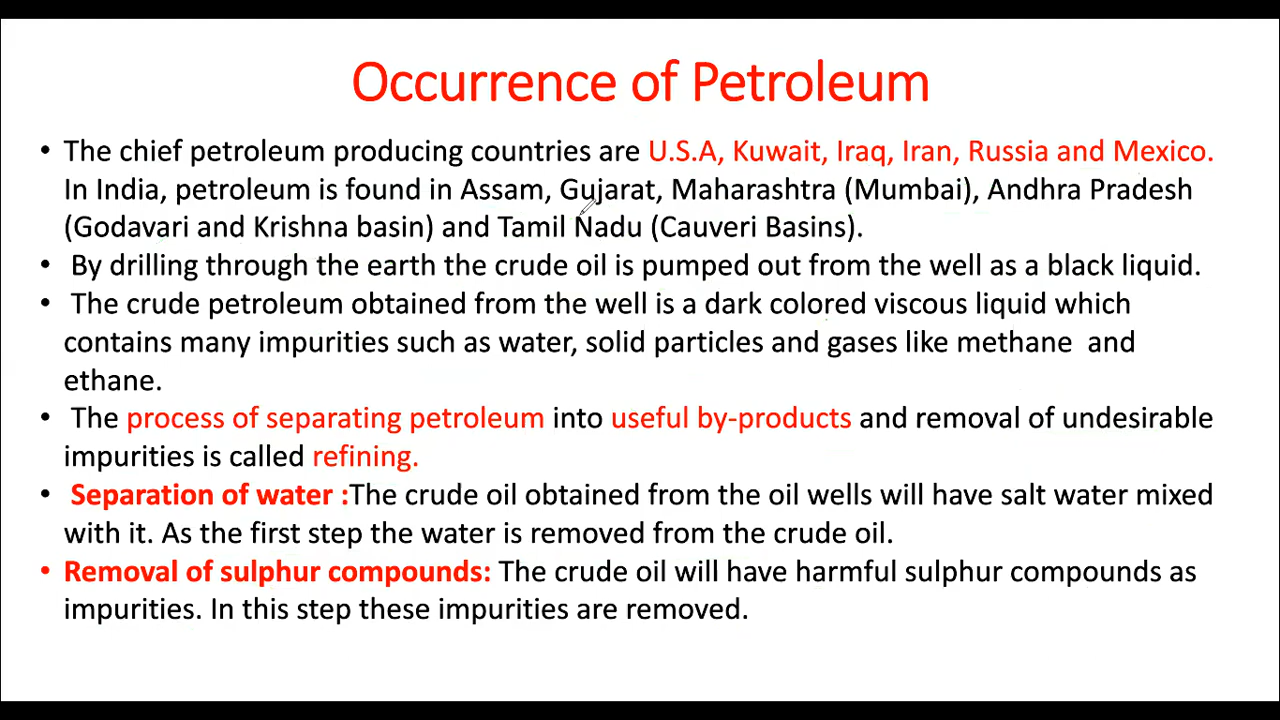 Occurrence of Petroleum
• The chief petroleum producing countries are U.S.A, Kuwait, Iraq, Iran, Russia and Mexico.
In India, petroleum is found in Assam, Gujarat, Maharashtra (Mumbai), Andhra Pradesh
(Godavari and Krishna basin) and Tamil Nadu (Cauveri Basins).
• By drilling through the earth the crude oil is pumped out from the well as a black liquid.
• The crude petroleum obtained from the well is a dark colored viscous liquid which
contains many impurities such as water, solid particles and gases like methane and
ethane.
• The process of separating petroleum into useful by-products and removal of undesirable
impurities is called refining.
• Separation of water :The crude oil obtained from the oil wells will have salt water mixed
with it. As the first step the water is removed from the crude oil.
• Removal of sulphur compounds: The crude oil will have harmful sulphur compounds as
impurities. In this step these impurities are removed.